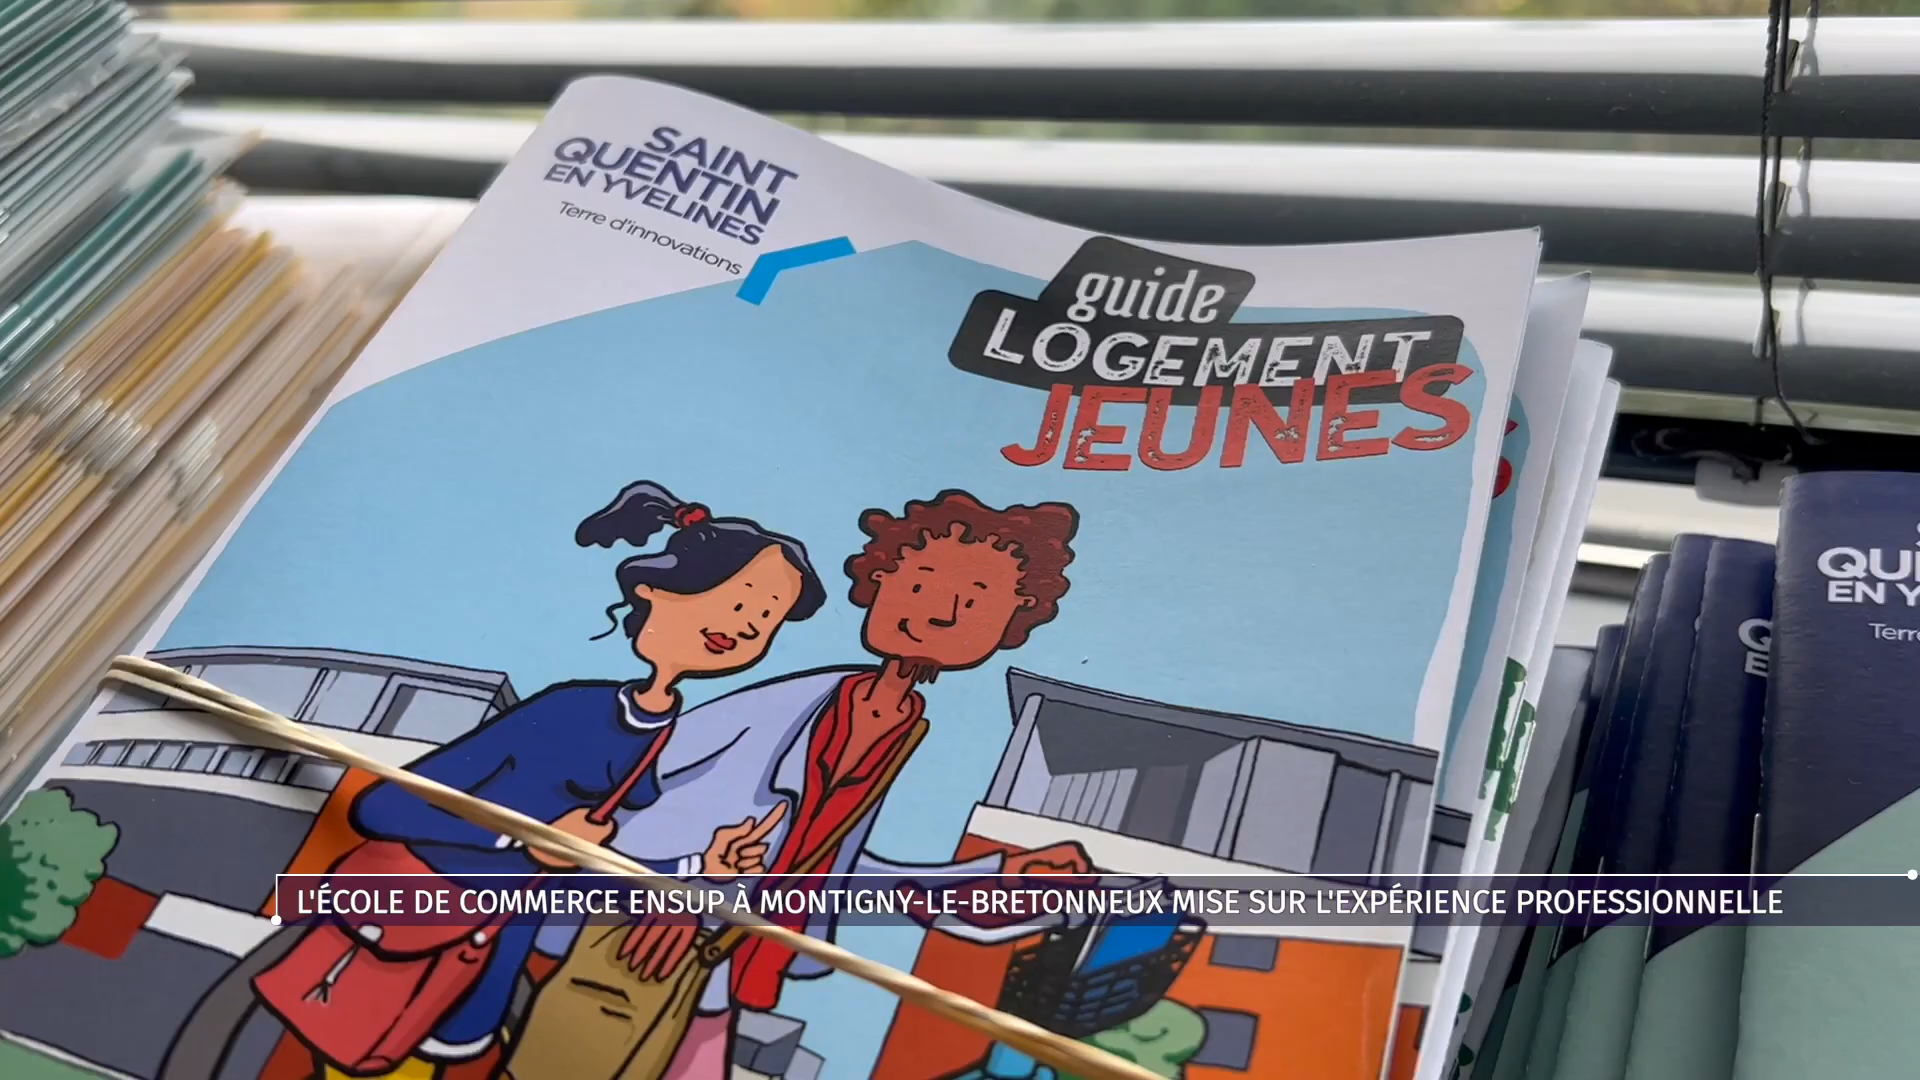 SAINT
QUENTIN
EN YVELINES
Terre d'innovations
guide
LOGEMENT
JEUNES
EN Y
L'ÉCOLE DE COMMERCE ENSUP À MONTIGNY-LE-BRETONNEUX MISE SUR L'EXPÉRIENCE PROFESSIONNELLE